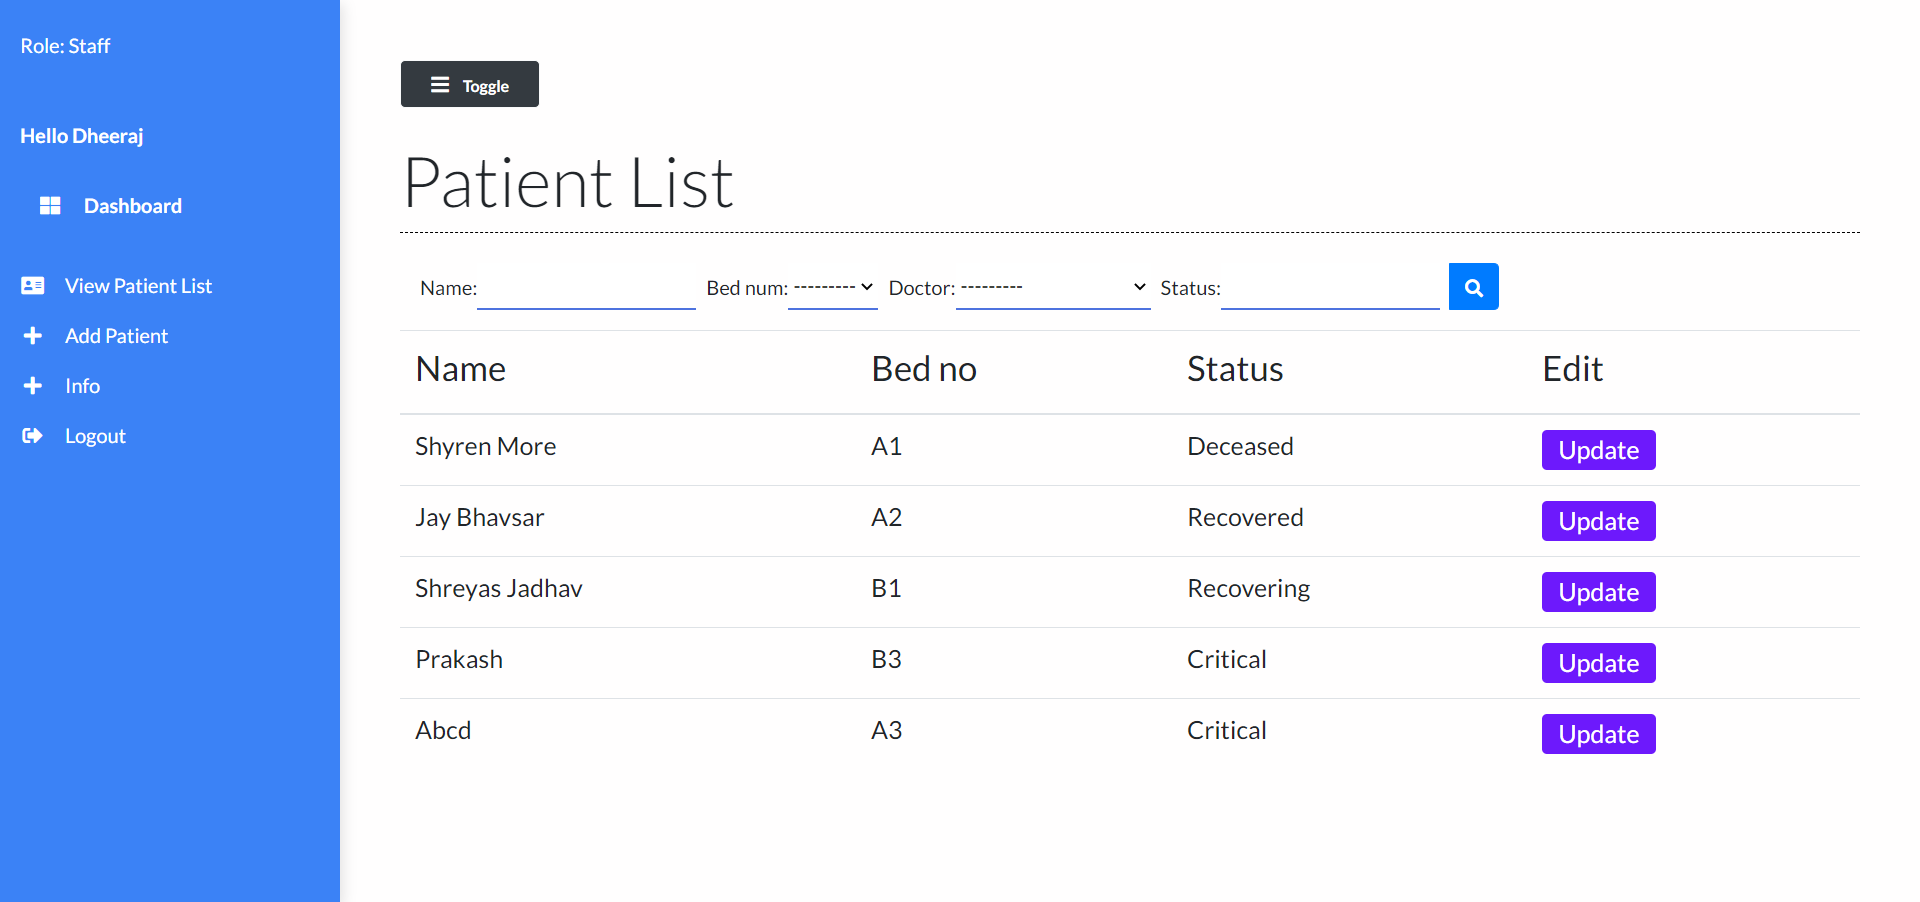 Role: Staff
Hello Dheeraj
Dashboard
View Patient List
Add Patient
Info
Logout
Toggle
Patient List
Name: Bed num: --------- Doctor: --------- Status:
Name Bed no Status Edit
Shyren More A1 Deceased Update
Jay Bhavsar A2 Recovered Update
Shreyas Jadhav B1 Recovering Update
Prakash B3 Critical Update
Abcd A3 Critical Update